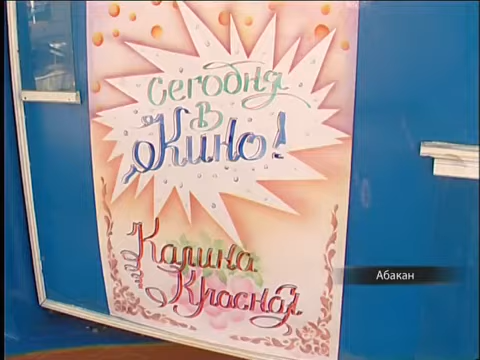 Сегодня
в
Кино!
Калина
Красная
Абакан